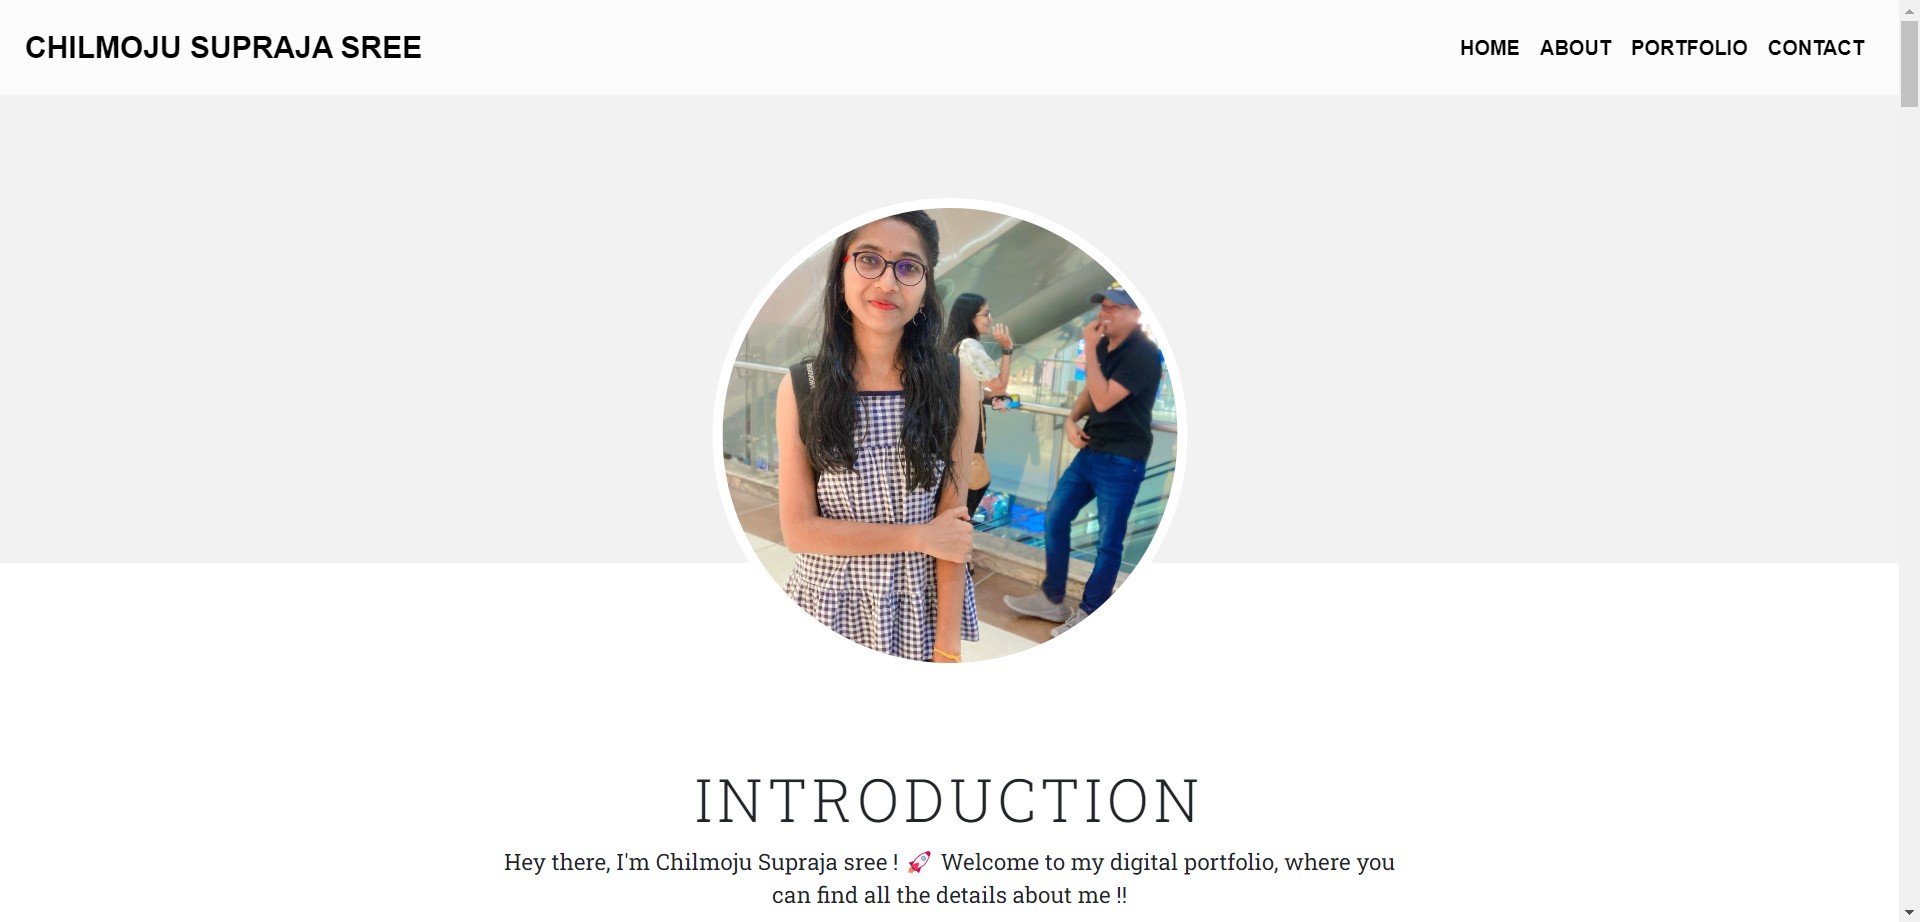 CHILMOJU SUPRAJA SREE
HOME ABOUT PORTFOLIO CONTACT
INTRODUCTION
Hey there, I'm Chilmoju Supraja sree ! 🚀 Welcome to my digital portfolio, where you
can find all the details about me !!